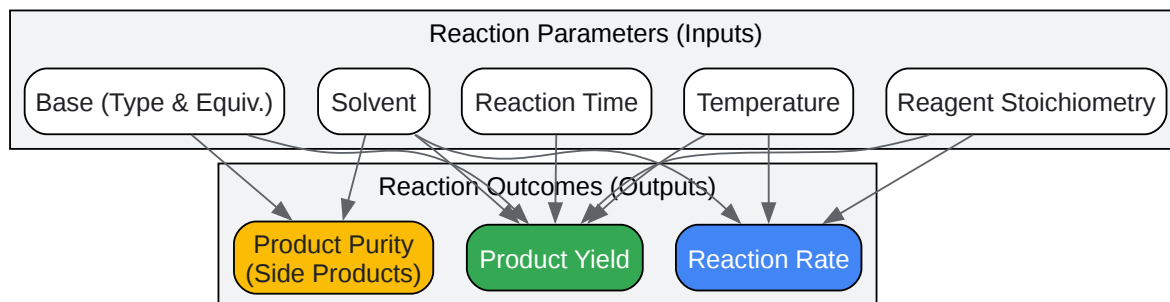 Reaction Parameters (Inputs)
Base (Type & Equiv.)
Solvent
Reaction Time
Temperature
Reagent Stoichiometry
Reaction Outcomes (Outputs)
Product Purity
(Side Products)
Product Yield
Reaction Rate